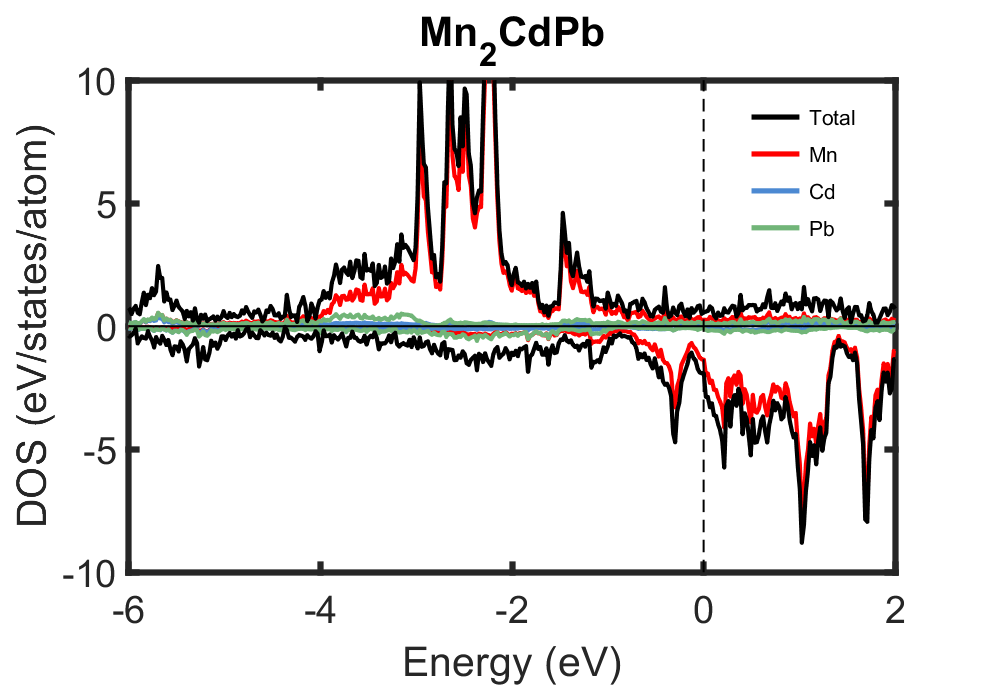 Mn₂CdPb
DOS (eV/states/atom)
10
5
0
-5
-10
Total
Mn
Cd
Pb
-6 -4 -2 0 2
Energy (eV)